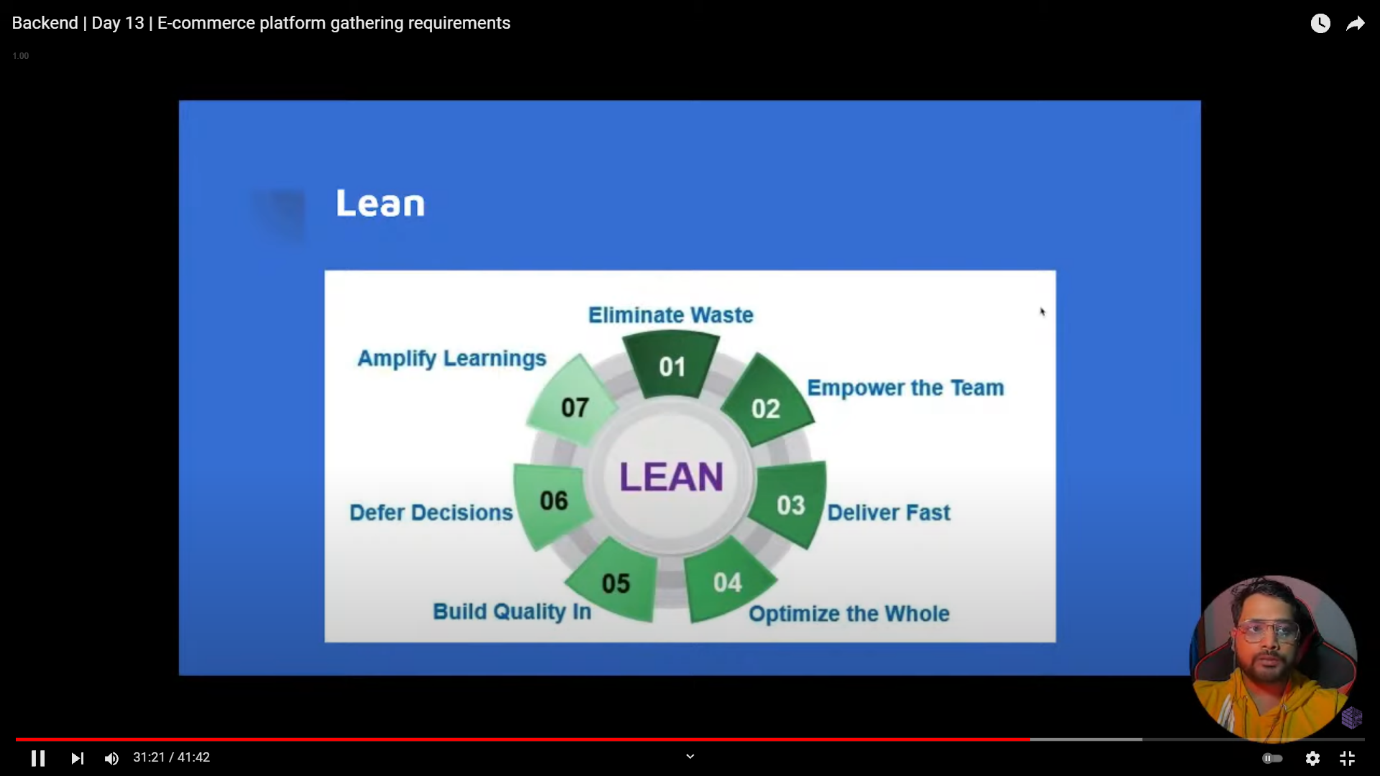 Backend | Day 13 | E-commerce platform gathering requirements
1.00
Lean
Eliminate Waste
Amplify Learnings
01
Empower the Team
07
02
LEAN
Defer Decisions
06
03
Deliver Fast
05
04
Build Quality In
Optimize the Whole
31:21 / 41:42